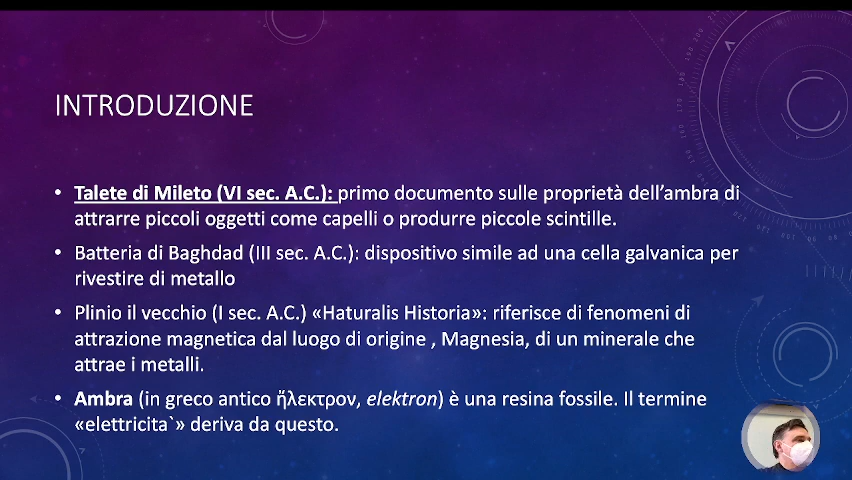 INTRODUZIONE
• Talete di Mileto (VI sec. A.C.): primo documento sulle proprietà dell'ambra di
attrarre piccoli oggetti come capelli o produrre piccole scintille.
• Batteria di Baghdad (III sec. A.C.): dispositivo simile ad una cella galvanica per
rivestire di metallo
• Plinio il vecchio (I sec. A.C.) «Haturalis Historia»: riferisce di fenomeni di
attrazione magnetica dal luogo di origine , Magnesia, di un minerale che
attrae i metalli.
• Ambra (in greco antico ἤλεκτρον, elektron) è una resina fossile. Il termine
«elettricita`» deriva da questo.